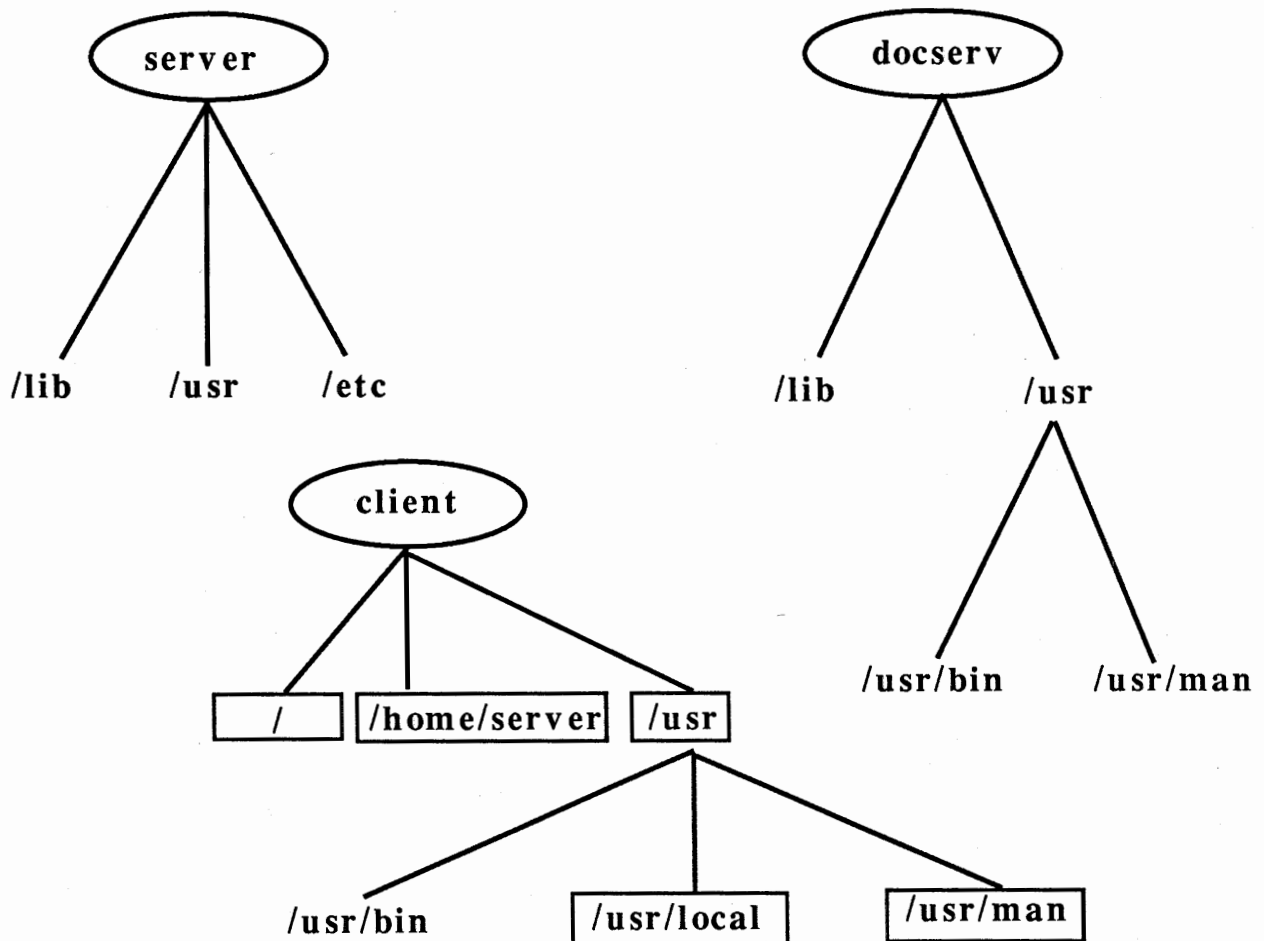 server
docserv
/lib
/usr
/etc
/lib
/usr
client
/usr/bin
/usr/man
/
/home/server
/usr
/usr/bin
/usr/local
/usr/man